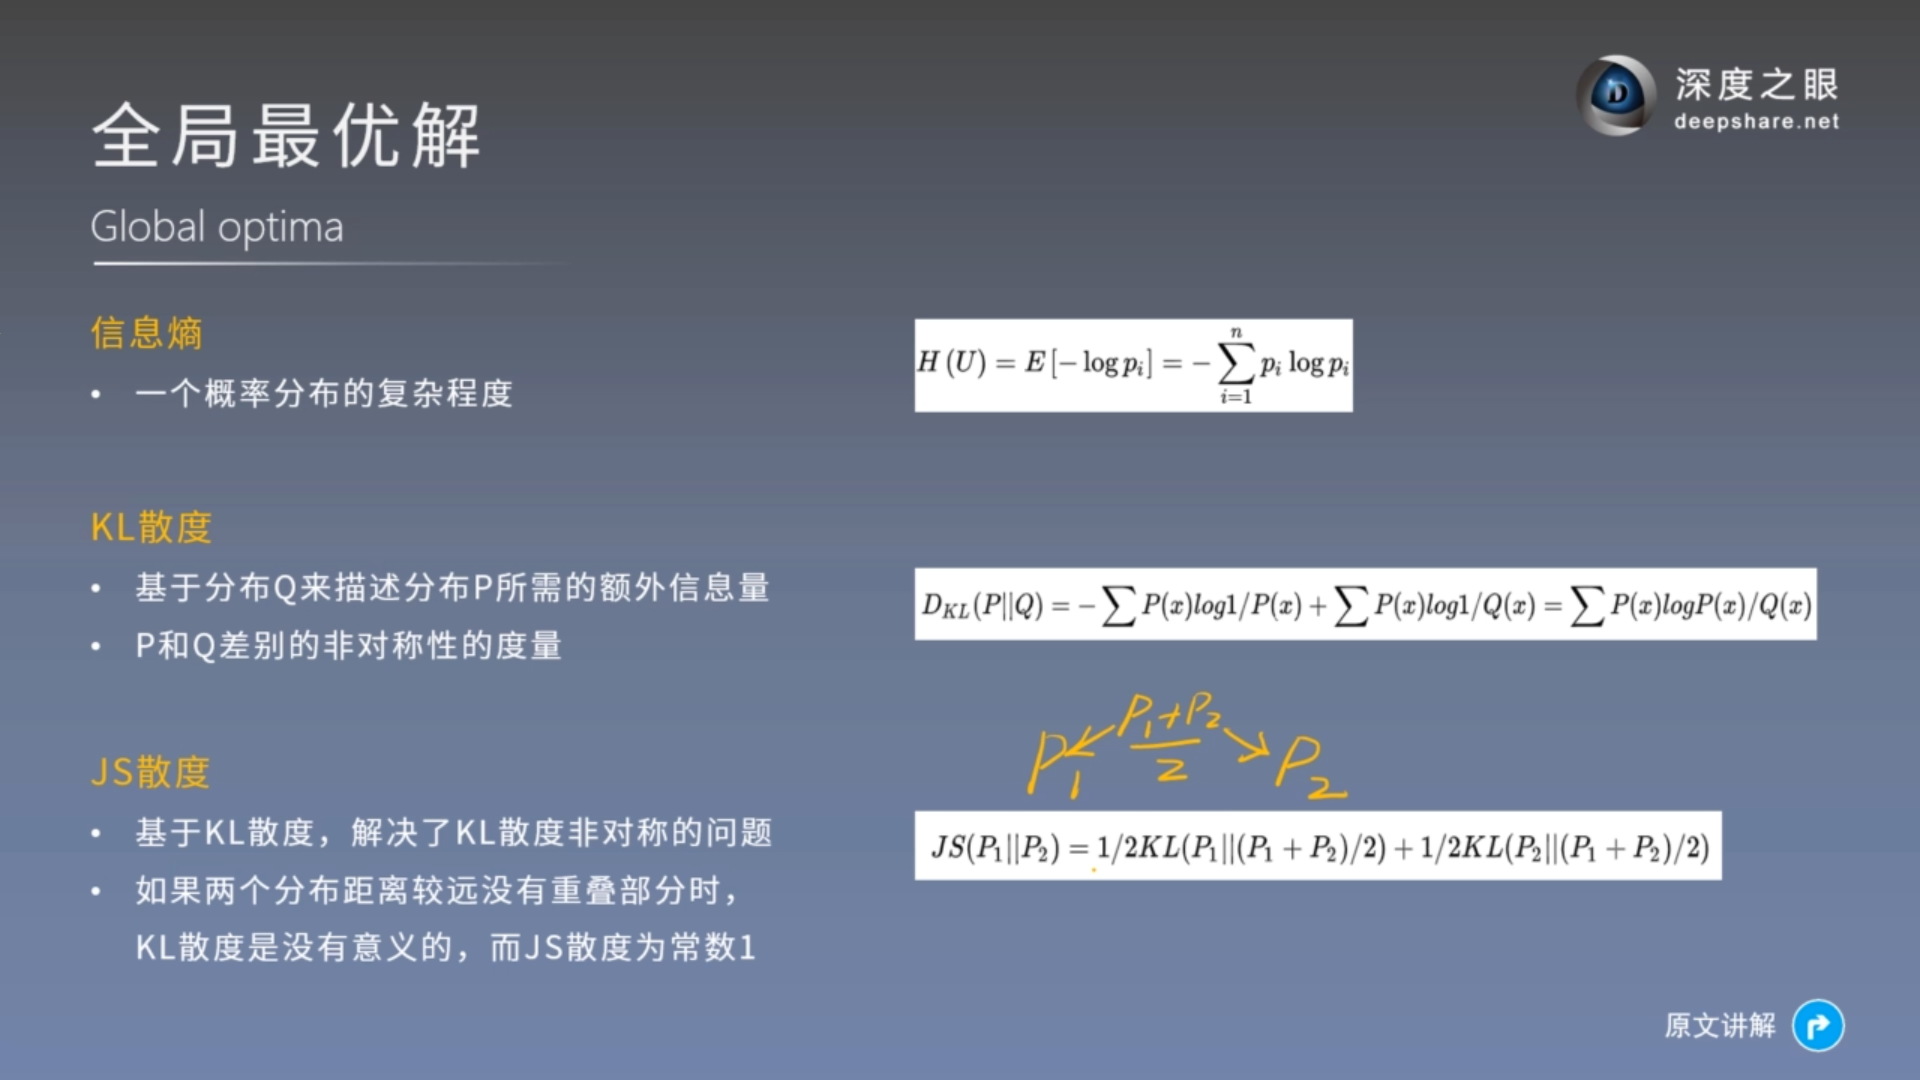 深度之眼
deepshare.net
全局最优解
Global optima
信息熵
• 一个概率分布的复杂程度
H (U) = E [− log p_i] = − ∑_{i=1}^{n} p_i log p_i
KL散度
• 基于分布Q来描述分布P所需的额外信息量
• P和Q差别的非对称性的度量
D_{KL}(P||Q) = − ∑ P(x)log1/P(x) + ∑ P(x)log1/Q(x) = ∑ P(x)logP(x)/Q(x)
P_1 P_1+P_2 / 2 P_2
JS散度
• 基于KL散度，解决了KL散度非对称的问题
• 如果两个分布距离较远没有重叠部分时，
KL散度是没有意义的，而JS散度为常数1
JS(P_1||P_2) = 1/2KL(P_1||(P_1 + P_2)/2) + 1/2KL(P_2||(P_1 + P_2)/2)
原文讲解